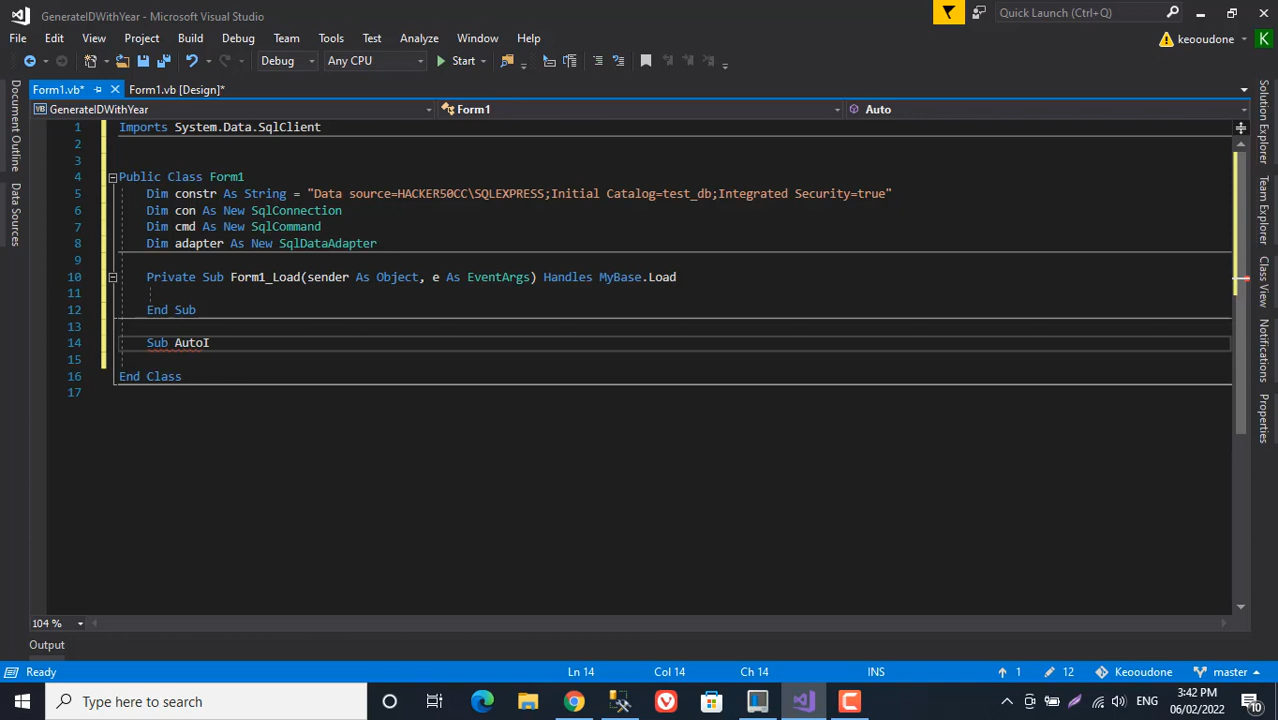 GenerateIDWithYear - Microsoft Visual Studio
Quick Launch (Ctrl+Q)
File Edit View Project Build Debug Team Tools Test Analyze Window Help
keooudone K
Debug Any CPU Start
Form1.vb* Form1.vb [Design]*
VB GenerateIDWithYear Form1 Auto
1 Imports System.Data.SqlClient
2
3
4 Public Class Form1
5 Dim constr As String = "Data source=HACKER50CC\SQLEXPRESS;Initial Catalog=test_db;Integrated Security=true"
6 Dim con As New SqlConnection
7 Dim cmd As New SqlCommand
8 Dim adapter As New SqlDataAdapter
9
10 Private Sub Form1_Load(sender As Object, e As EventArgs) Handles MyBase.Load
11
12 End Sub
13
14 Sub AutoI
15
16 End Class
17
Document Outline
Data Sources
Solution Explorer
Team Explorer
Class View
Notifications
Properties
104 %
Output
Ready Ln 14 Col 14 Ch 14 INS 1 12 Keooudone master
Type here to search
ENG
3:42 PM
06/02/2022
10